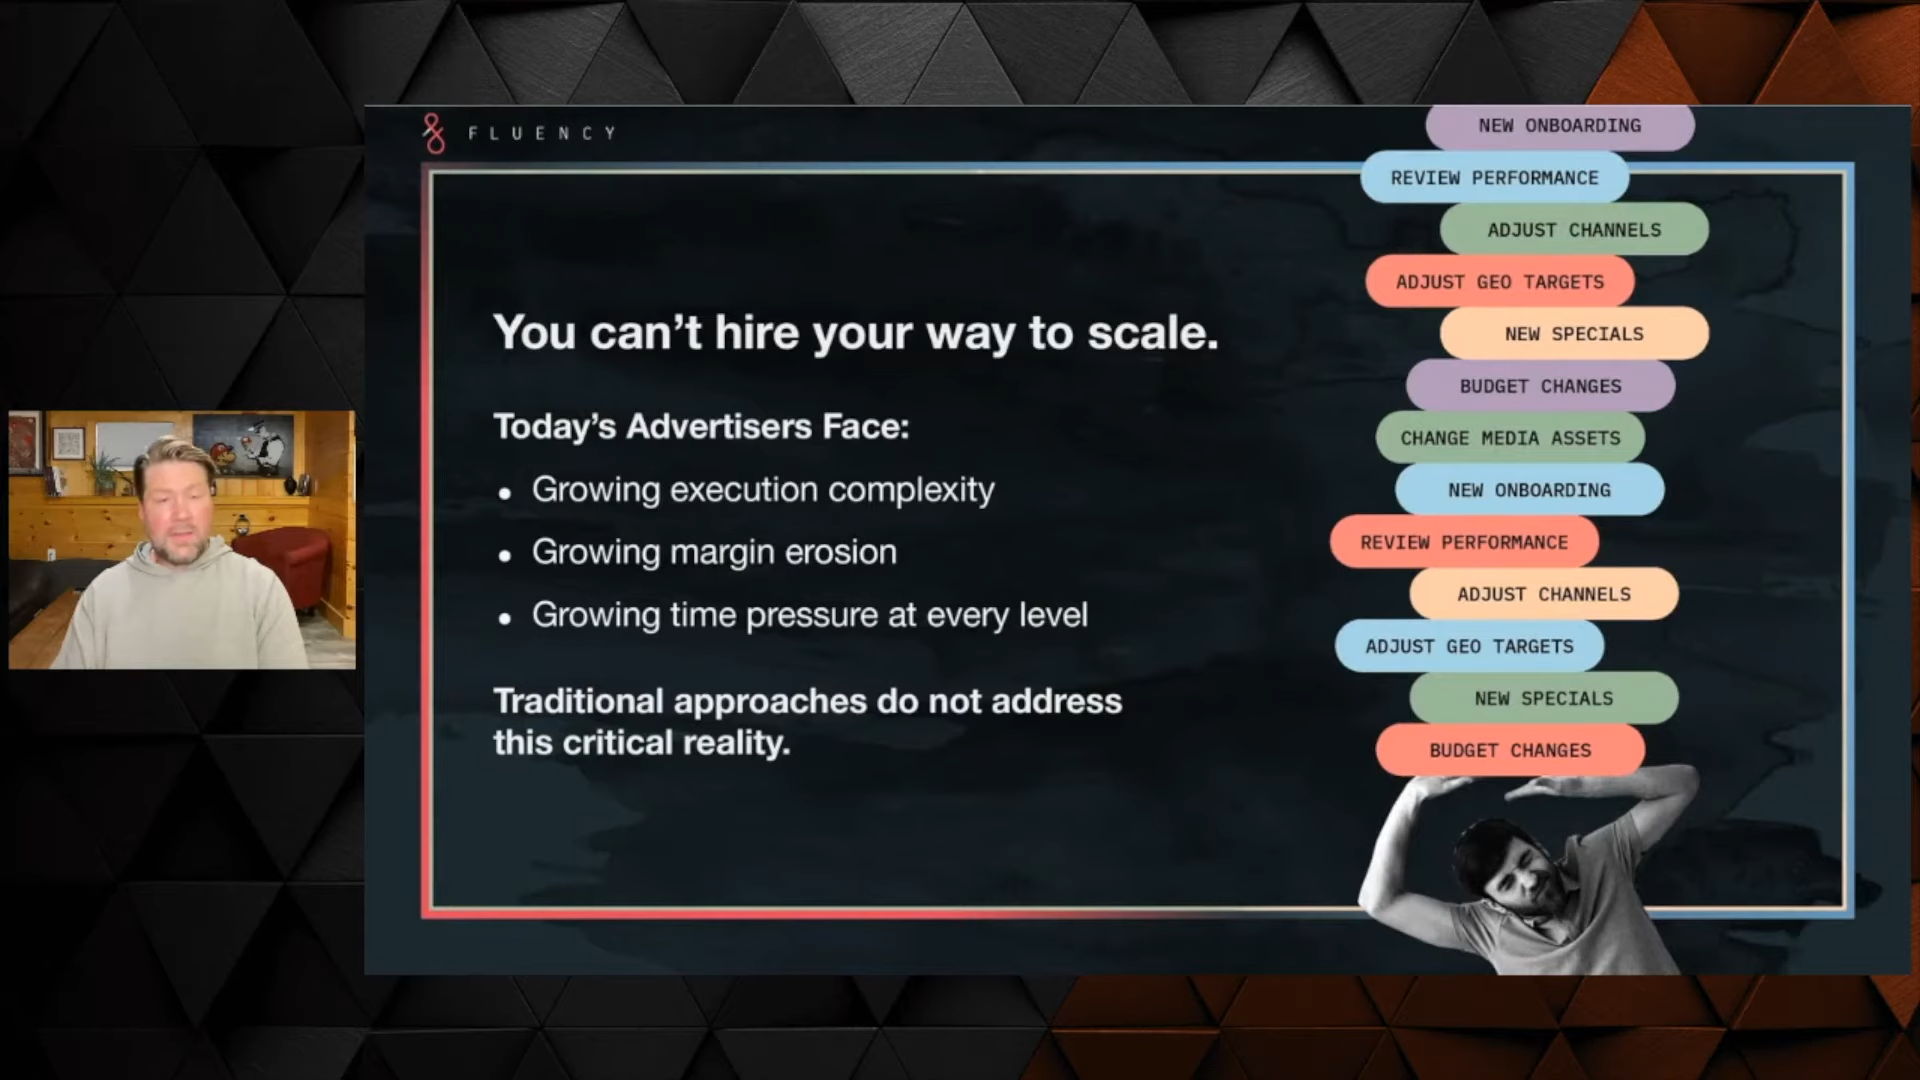 FLUENCY
You can’t hire your way to scale.
Today’s Advertisers Face:
• Growing execution complexity
• Growing margin erosion
• Growing time pressure at every level
Traditional approaches do not address
this critical reality.
NEW ONBOARDING
REVIEW PERFORMANCE
ADJUST CHANNELS
ADJUST GEO TARGETS
NEW SPECIALS
BUDGET CHANGES
CHANGE MEDIA ASSETS
NEW ONBOARDING
REVIEW PERFORMANCE
ADJUST CHANNELS
ADJUST GEO TARGETS
NEW SPECIALS
BUDGET CHANGES